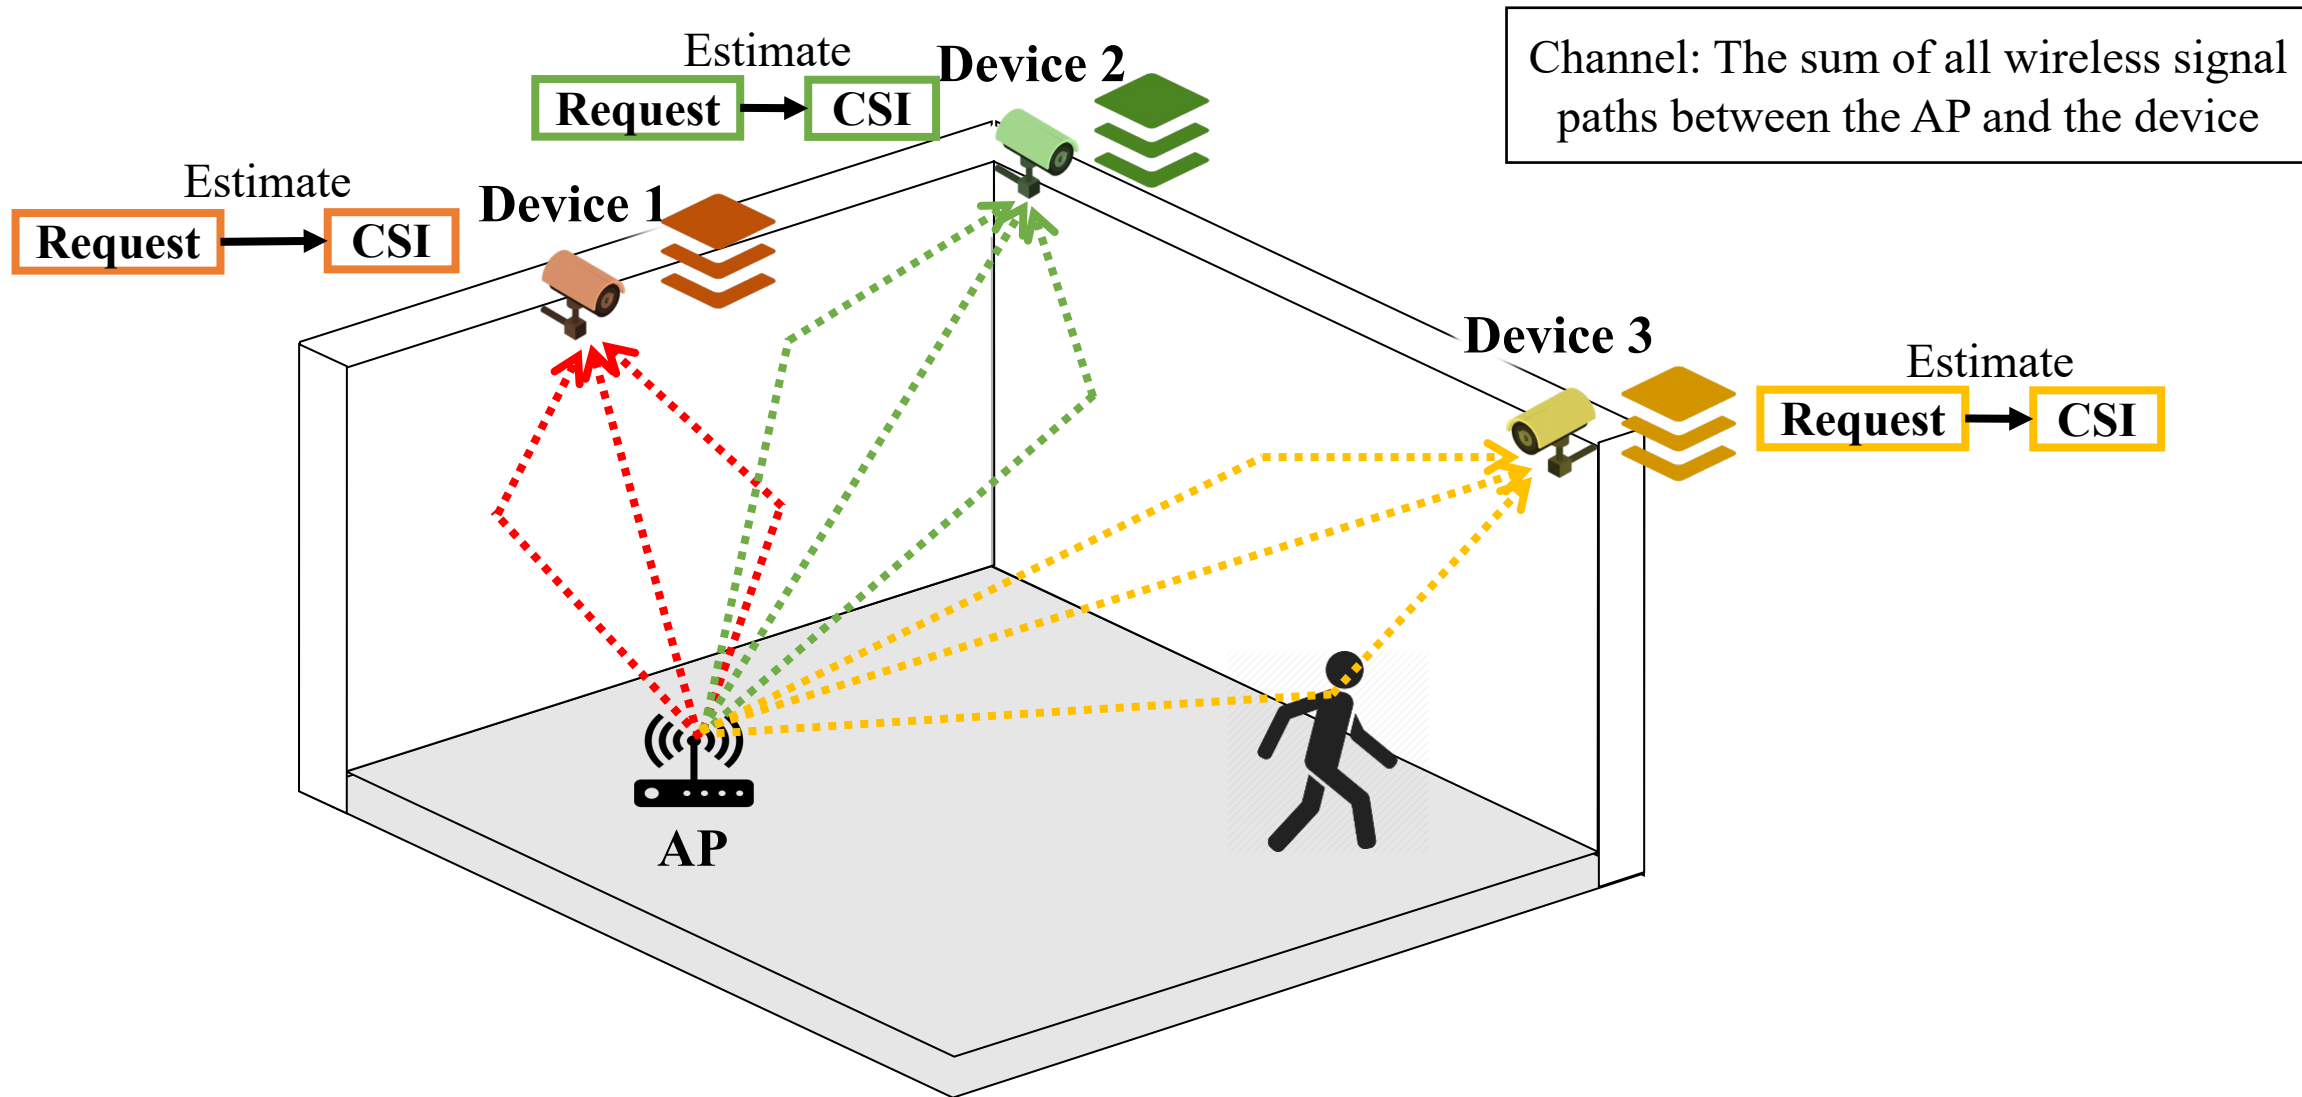 Estimate
Request
CSI
Device 2
Channel: The sum of all wireless signal
paths between the AP and the device
Estimate
Request
CSI
Device 1
Device 3
Estimate
Request
CSI
AP